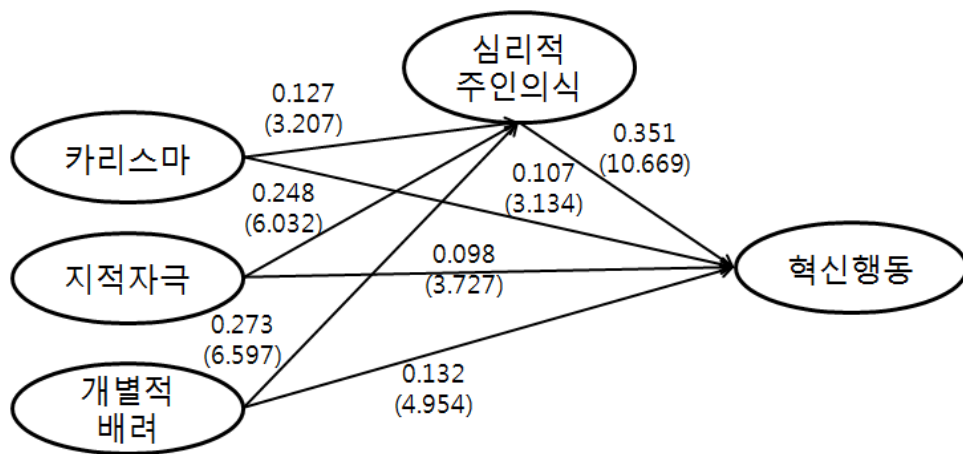 심리적
주인의식
0.127
(3.207)
0.351
(10.669)
카리스마
0.248
(6.032)
0.107
(3.134)
지적자극
0.098
(3.727)
혁신행동
0.273
(6.597)
0.132
(4.954)
개별적
배려